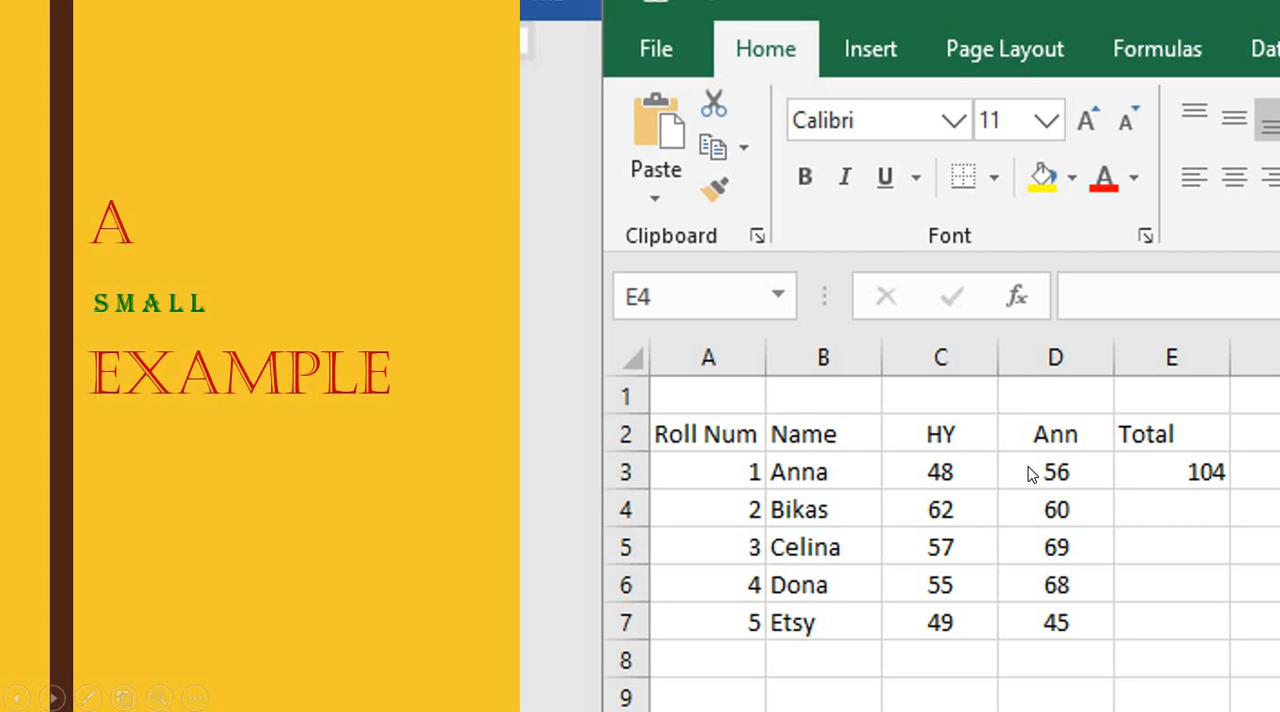 A
SMALL
EXAMPLE
File Home Insert Page Layout Formulas
Calibri 11 A A
Paste B I U A
Clipboard Font
E4 fx
A B C D E
1
2 Roll Num Name HY Ann Total
3 1 Anna 48 56 104
4 2 Bikas 62 60
5 3 Celina 57 69
6 4 Dona 55 68
7 5 Etsy 49 45
8
9